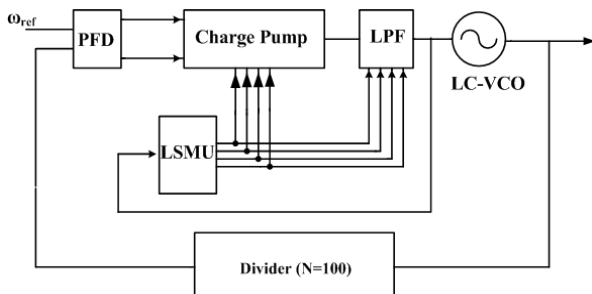 ωref
PFD
Charge Pump
LPF
LC-VCO
LSMU
Divider (N=100)